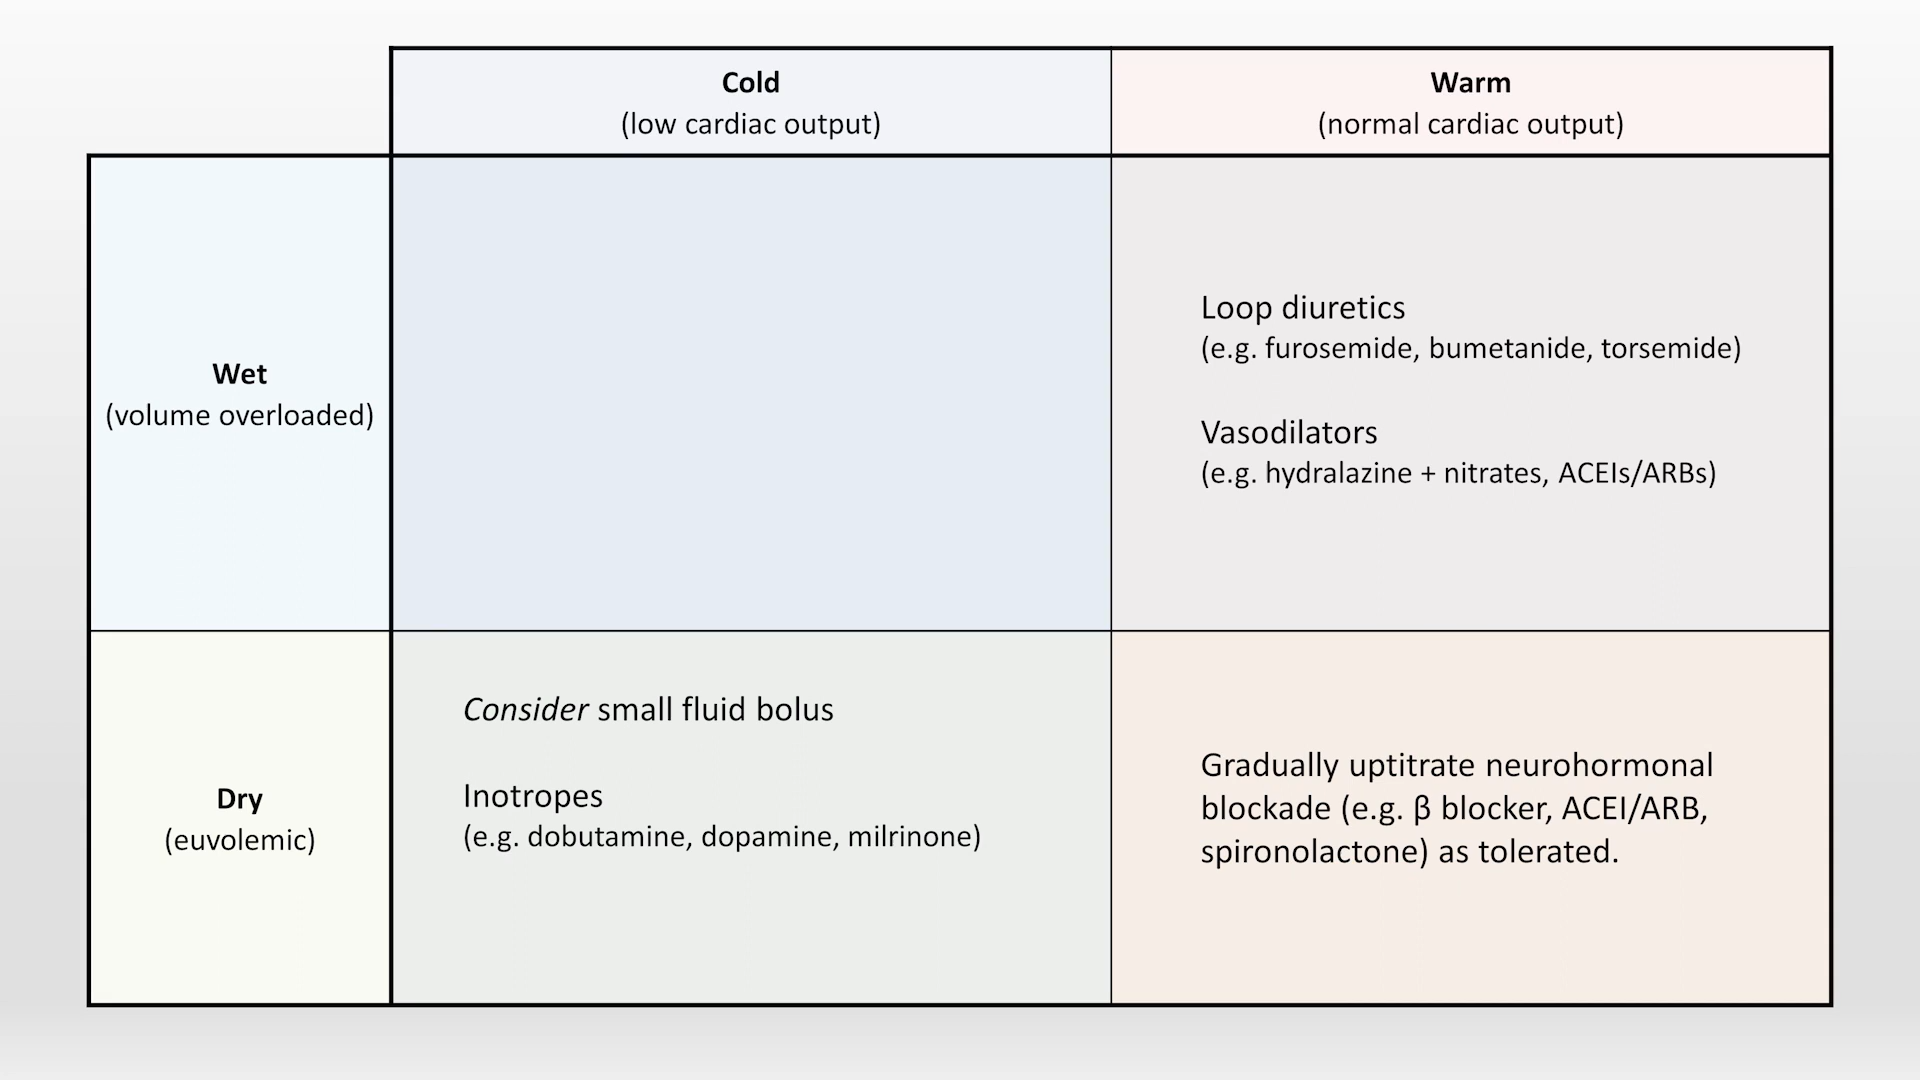 Cold
(low cardiac output)
Warm
(normal cardiac output)
Wet
(volume overloaded)
Loop diuretics
(e.g. furosemide, bumetanide, torsemide)
Vasodilators
(e.g. hydralazine + nitrates, ACEIs/ARBs)
Dry
(euvolemic)
Consider small fluid bolus
Inotropes
(e.g. dobutamine, dopamine, milrinone)
Gradually uptitrate neurohormonal
blockade (e.g. β blocker, ACEI/ARB,
spironolactone) as tolerated.